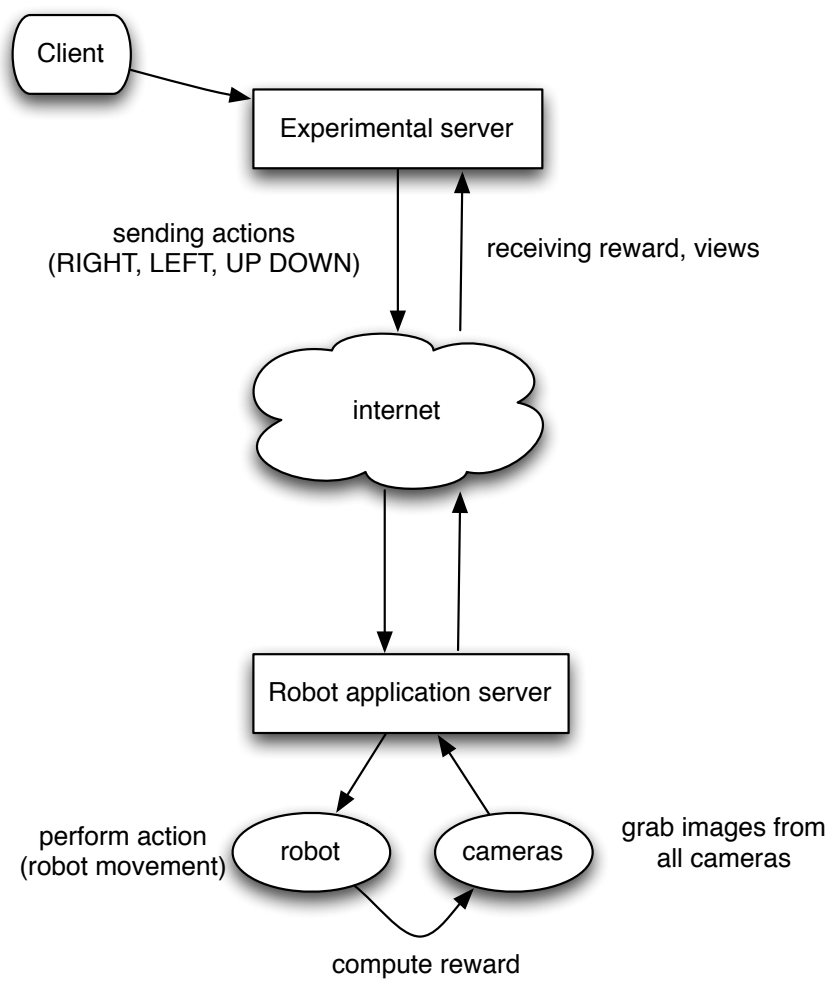 Client
Experimental server
sending actions
(RIGHT, LEFT, UP DOWN)
receiving reward, views
internet
Robot application server
perform action
(robot movement)
robot
cameras
grab images from
all cameras
compute reward